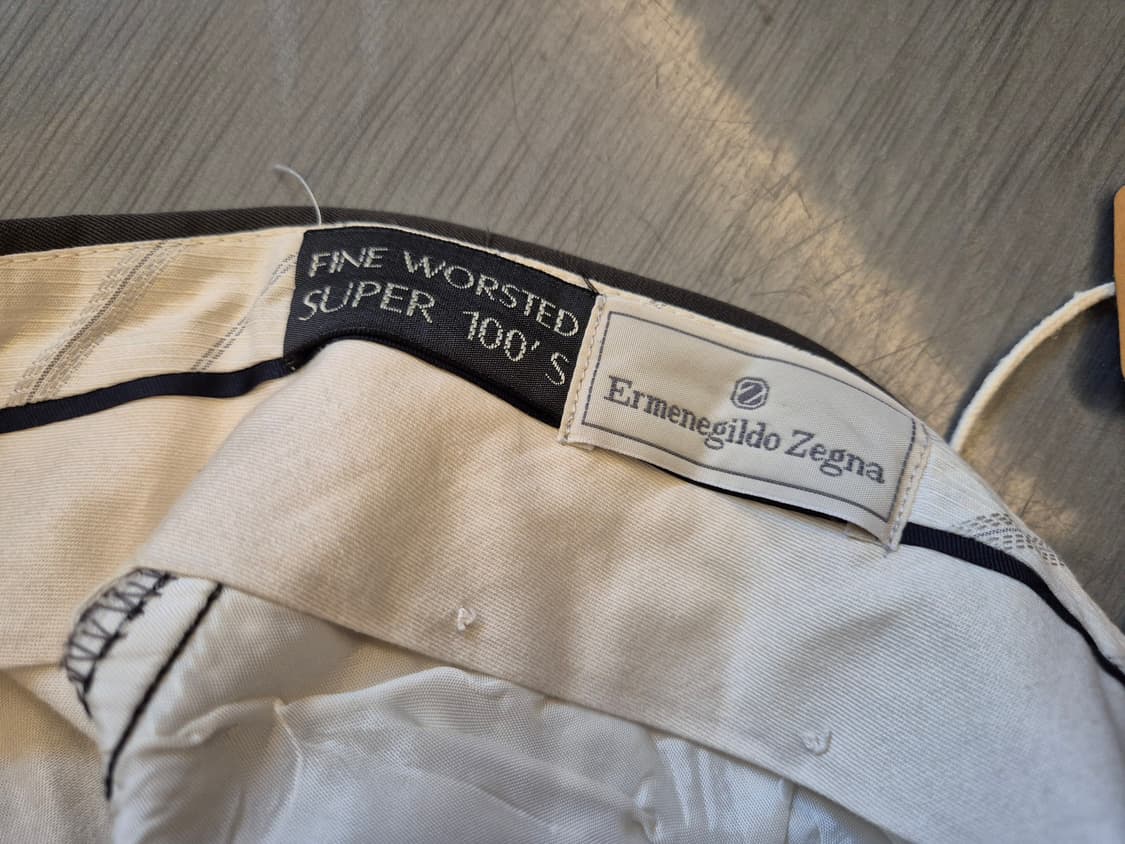 FINE WORSTED
SUPER 100'S
Z
Ermenegildo Zegna